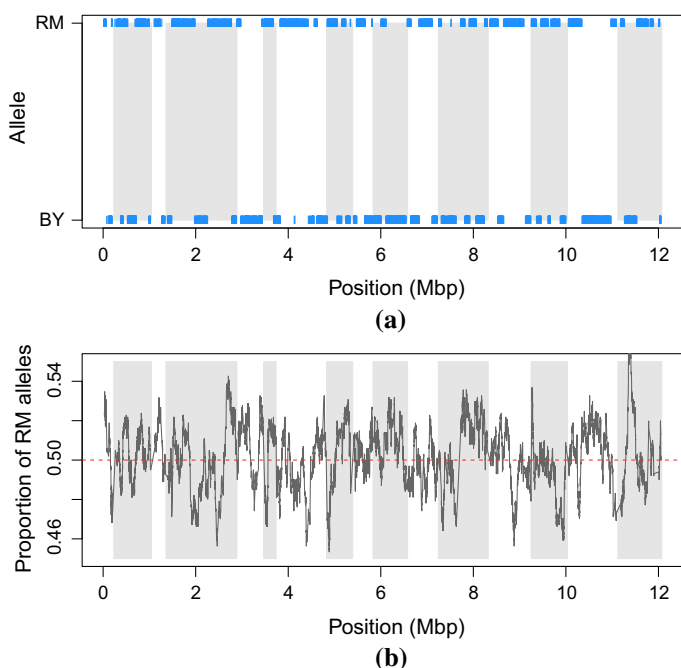 RM
Allele
BY
0 2 4 6 8 10 12
Position (Mbp)
(a)
0.54
Proportion of RM alleles
0.50
0.46
0 2 4 6 8 10 12
Position (Mbp)
(b)